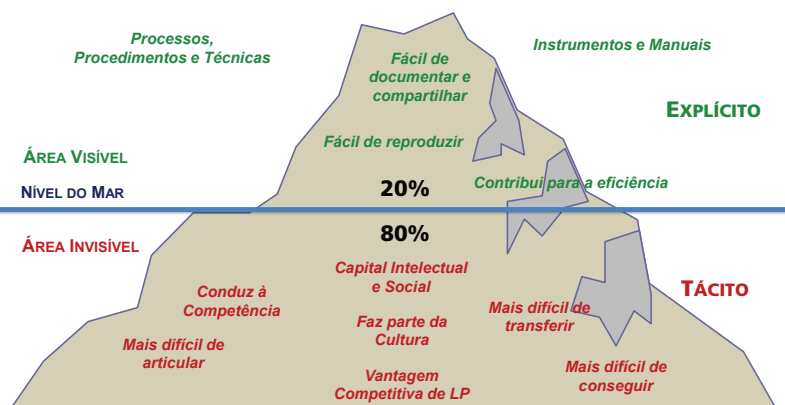 Processos,
Procedimentos e Técnicas
Fácil de
documentar e
compartilhar
Instrumentos e Manuais
EXPLÍCITO
Fácil de reproduzir
ÁREA VISÍVEL
NÍVEL DO MAR
20%
Contribui para a eficiência
80%
ÁREA INVISÍVEL
Capital Intelectual
e Social
Conduz à
Competência
TÁCITO
Mais difícil de
transferir
Faz parte da
Cultura
Mais difícil de
articular
Mais difícil de
conseguir
Vantagem
Competitiva de LP